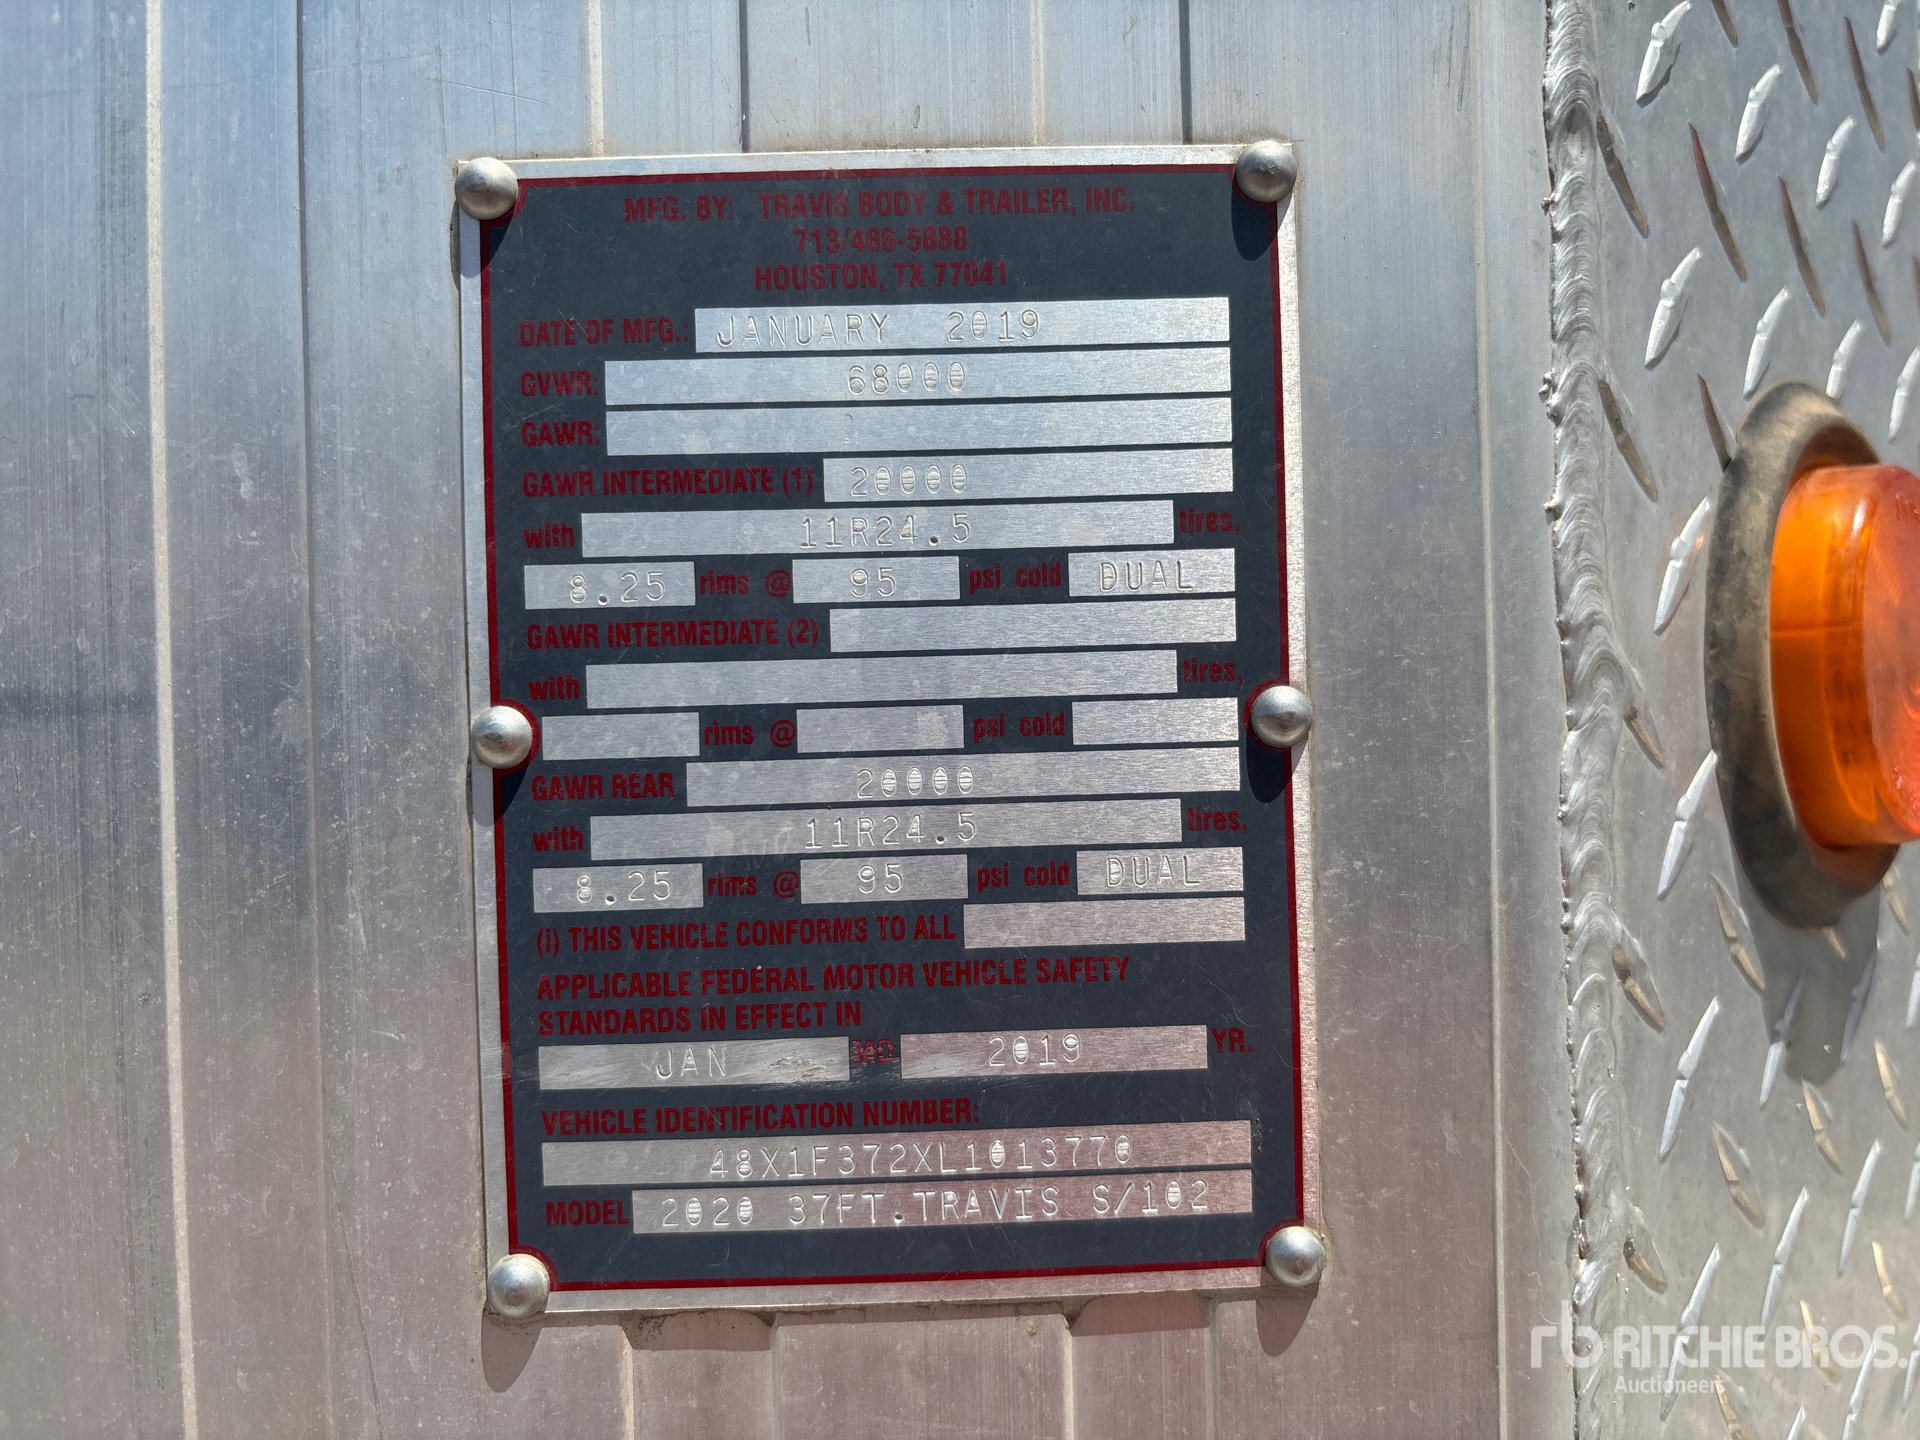 MFG. BY: TRAVIS BODY & TRAILER, INC.
713/466-5888
HOUSTON, TX 77041
DATE OF MFG.: JANUARY 2019
GVWR: 68000
GAWR:
GAWR INTERMEDIATE (1) 20000
with 11R24.5 tires,
8.25 rims @ 95 psi cold DUAL
GAWR INTERMEDIATE (2)
with tires,
rims @ psi cold
GAWR REAR 20000
with 11R24.5 tires,
8.25 rims @ 95 psi cold DUAL
(i) THIS VEHICLE CONFORMS TO ALL
APPLICABLE FEDERAL MOTOR VEHICLE SAFETY
STANDARDS IN EFFECT IN
JAN MO. 2019 YR.
VEHICLE IDENTIFICATION NUMBER:
48X1F372XL1013770
MODEL 2020 37FT.TRAVIS S/102
rb RITCHIE BROS.
Auctioneers